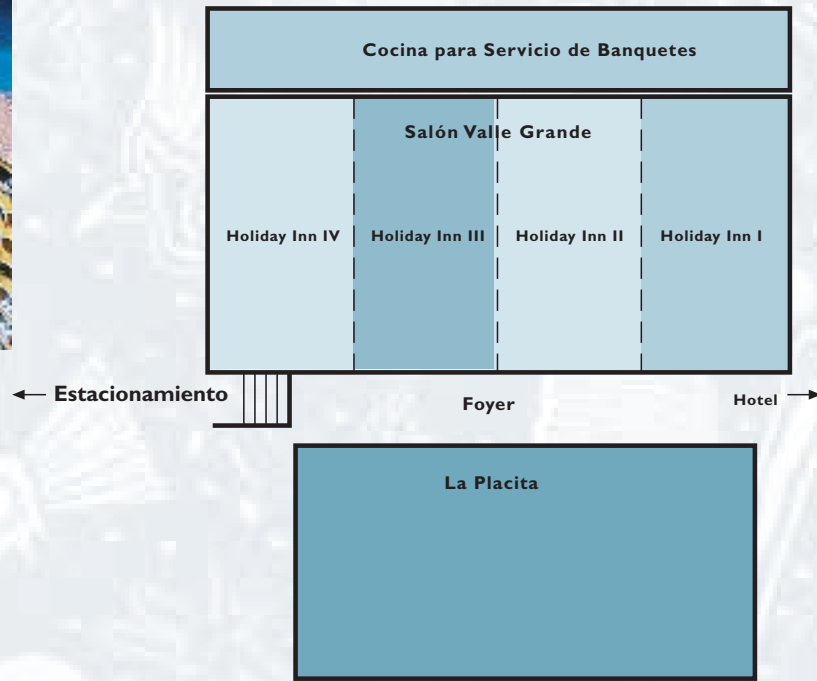 Cocina para Servicio de Banquetes
Salón Valle Grande
Holiday Inn IV
Holiday Inn III
Holiday Inn II
Holiday Inn I
Estacionamiento
Foyer
Hotel
La Placita